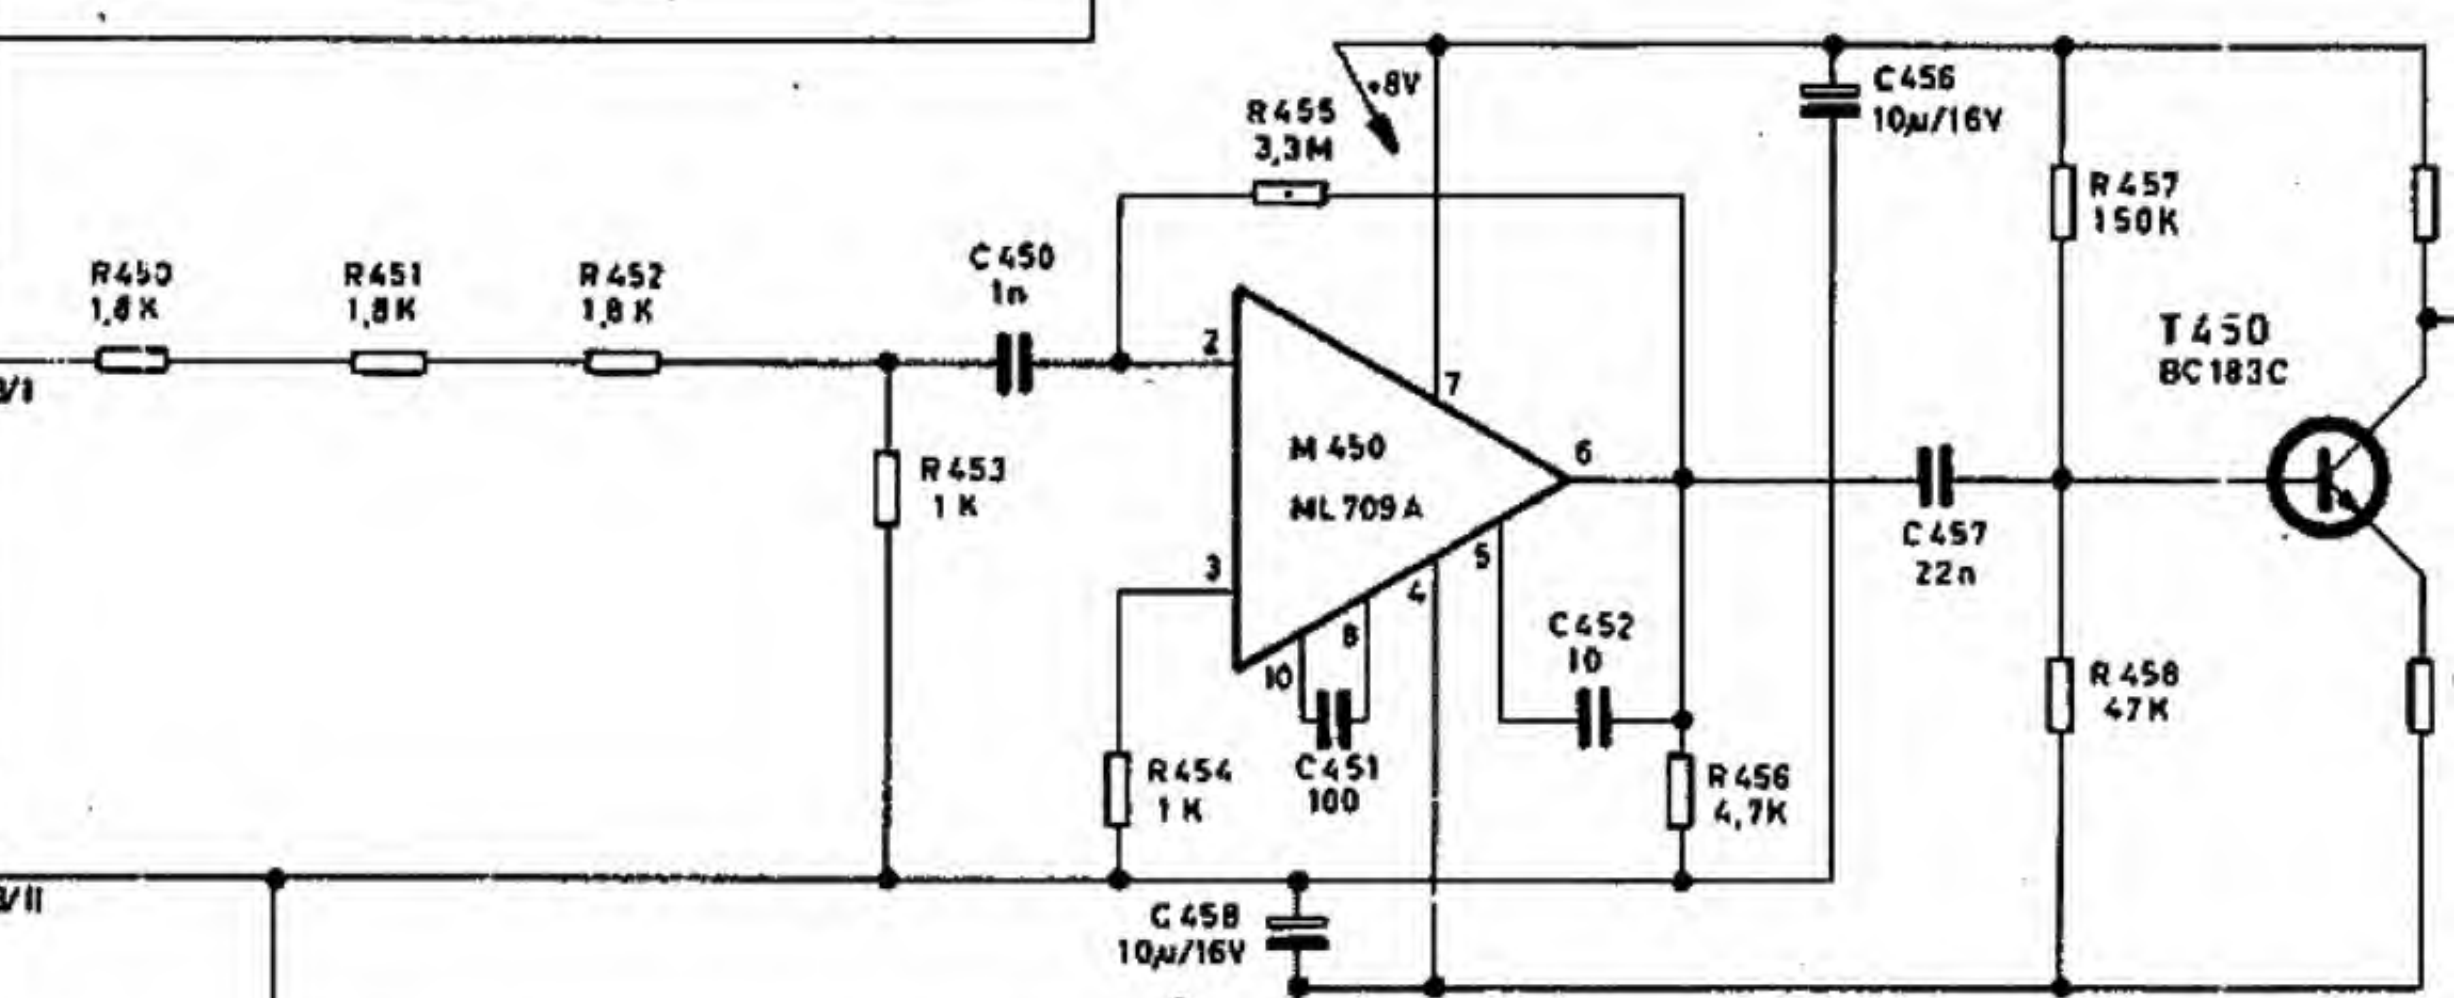 +8V
C456
10µ/16V
R455
3,3M
R457
150K
R450
1,8K
R451
1,8K
R452
1,8K
C450
1n
T450
BC183C
2
7
M450
ML709A
6
R453
1K
C457
22n
3
5
4
8
10
C452
10
R458
47K
R454
1K
C451
100
R456
4,7K
C458
10µ/16V